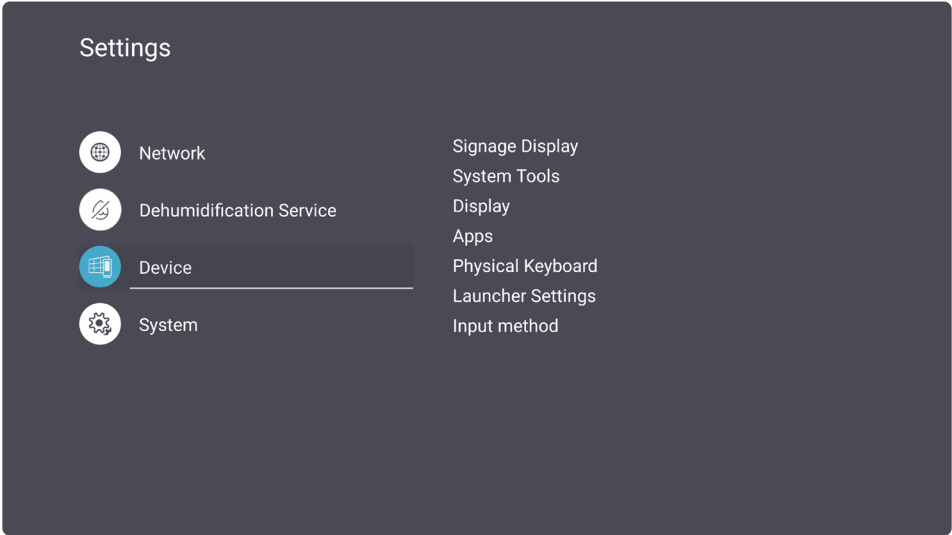 Settings
Network
Dehumidification Service
Device
System
Signage Display
System Tools
Display
Apps
Physical Keyboard
Launcher Settings
Input method